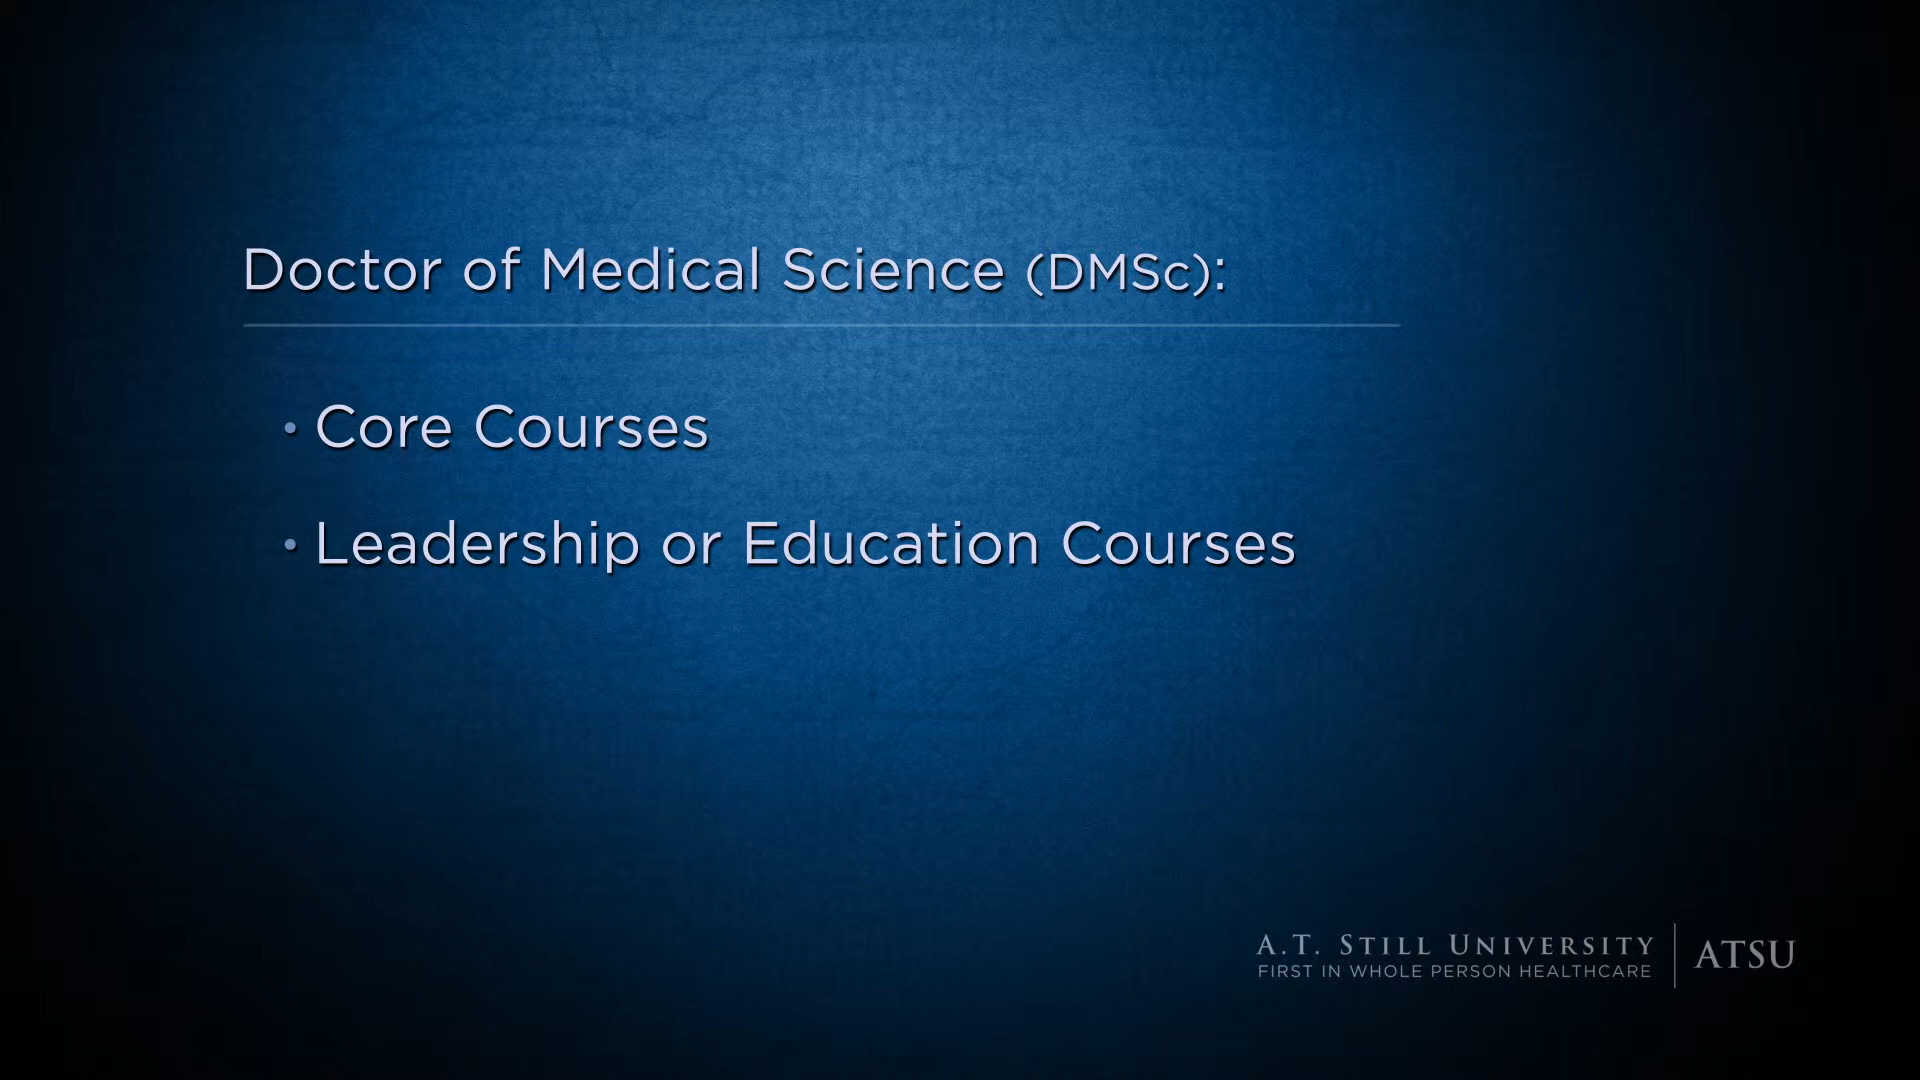 Doctor of Medical Science (DMSc):
• Core Courses
• Leadership or Education Courses
A.T. STILL UNIVERSITY
FIRST IN WHOLE PERSON HEALTHCARE
ATSU